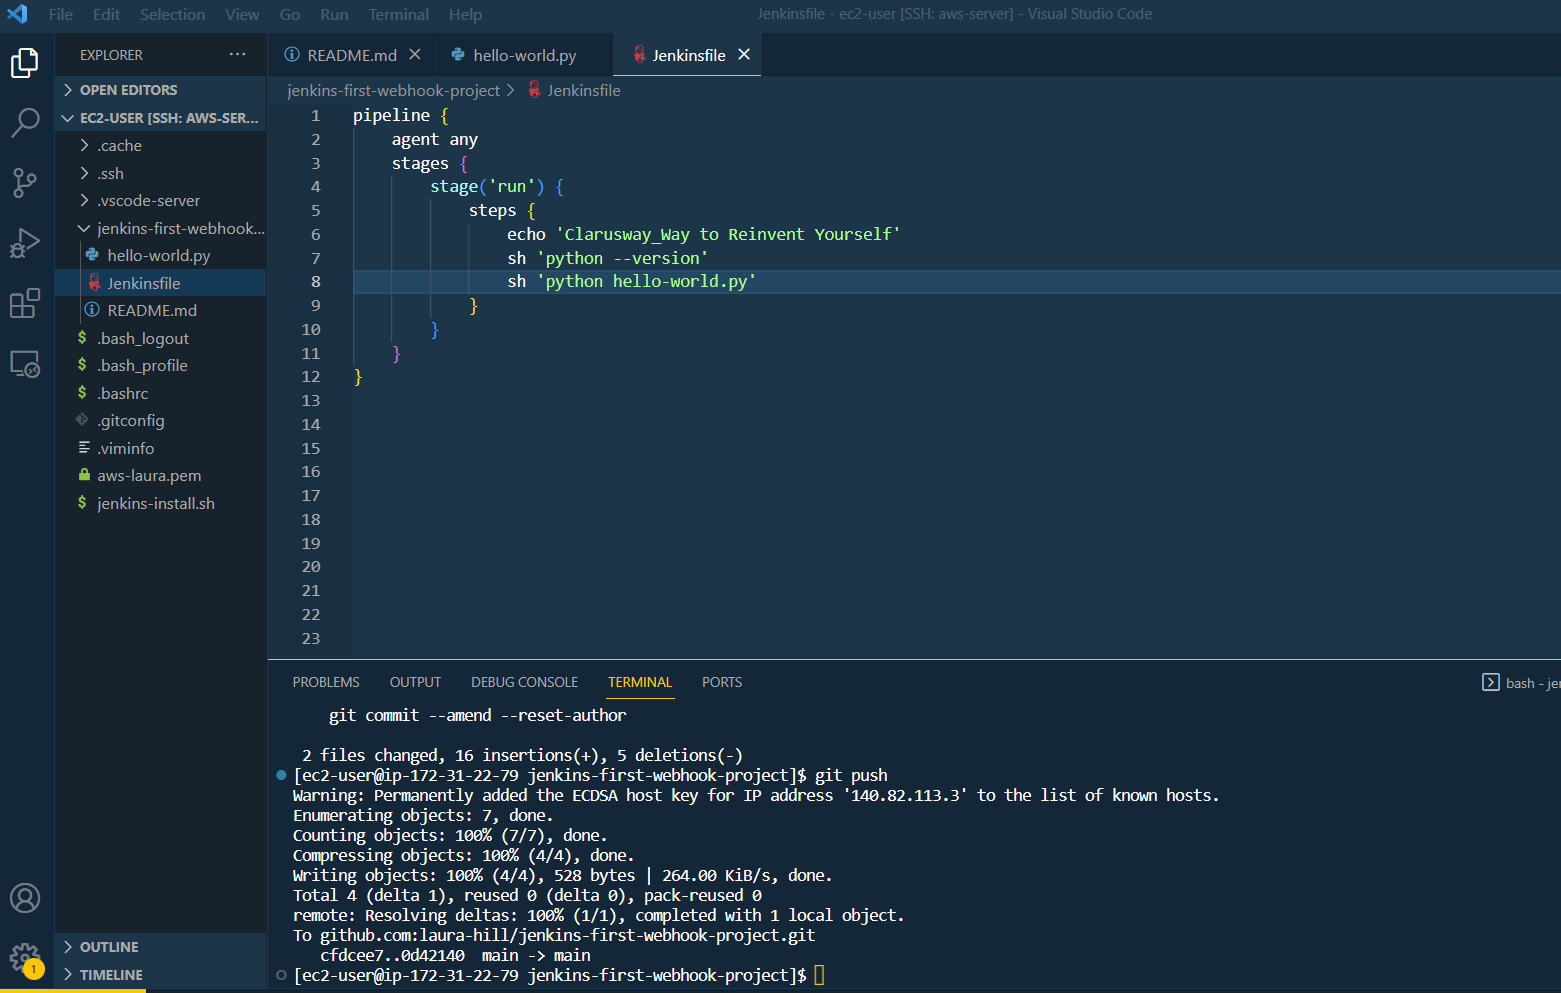 File Edit Selection View Go Run Terminal Help
Jenkinsfile - ec2-user [SSH: aws-server] - Visual Studio Code
EXPLORER ...
OPEN EDITORS
EC2-USER [SSH: AWS-SER...
.cache
.ssh
.vscode-server
jenkins-first-webhook...
hello-world.py
Jenkinsfile
README.md
.bash_logout
.bash_profile
.bashrc
.gitconfig
.viminfo
aws-laura.pem
jenkins-install.sh
OUTLINE
TIMELINE
1
README.md hello-world.py Jenkinsfile
jenkins-first-webhook-project > Jenkinsfile
1 pipeline {
2 agent any
3 stages {
4 stage('run') {
5 steps {
6 echo 'Clarusway_Way to Reinvent Yourself'
7 sh 'python --version'
8 sh 'python hello-world.py'
9 }
10 }
11 }
12 }
13
14
15
16
17
18
19
20
21
22
23
PROBLEMS OUTPUT DEBUG CONSOLE TERMINAL PORTS
bash - jen
git commit --amend --reset-author
2 files changed, 16 insertions(+), 5 deletions(-)
[ec2-user@ip-172-31-22-79 jenkins-first-webhook-project]$ git push
Warning: Permanently added the ECDSA host key for IP address '140.82.113.3' to the list of known hosts.
Enumerating objects: 7, done.
Counting objects: 100% (7/7), done.
Compressing objects: 100% (4/4), done.
Writing objects: 100% (4/4), 528 bytes | 264.00 KiB/s, done.
Total 4 (delta 1), reused 0 (delta 0), pack-reused 0
remote: Resolving deltas: 100% (1/1), completed with 1 local object.
To github.com:laura-hill/jenkins-first-webhook-project.git
cfdcee7..0d42140 main -> main
[ec2-user@ip-172-31-22-79 jenkins-first-webhook-project]$